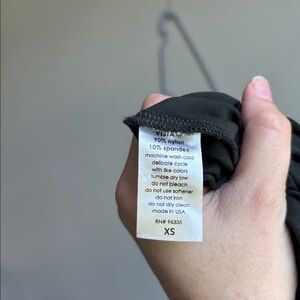 90% nylon
10% spandex
machine wash cold
delicate cycle
with like colors
tumble dry low
do not bleach
do not use softener
do not iron
do not dry clean
made in USA
RN# 96335
XS